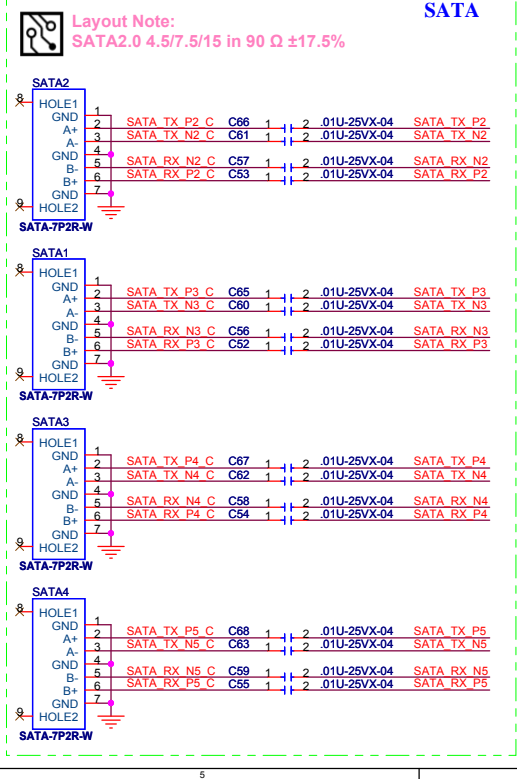 SATA
Layout Note:
SATA2.0 4.5/7.5/15 in 90 Ω ±17.5%
SATA2
8 HOLE1
GND 1
A+ 2 SATA_TX_P2_C C66 1 2 .01U-25VX-04 SATA_TX_P2
A- 3 SATA_TX_N2_C C61 1 2 .01U-25VX-04 SATA_TX_N2
GND 4
B- 5 SATA_RX_N2_C C57 1 2 .01U-25VX-04 SATA_RX_N2
B+ 6 SATA_RX_P2_C C53 1 2 .01U-25VX-04 SATA_RX_P2
GND 7
9 HOLE2
SATA-7P2R-W
SATA1
8 HOLE1
GND 1
A+ 2 SATA_TX_P3_C C65 1 2 .01U-25VX-04 SATA_TX_P3
A- 3 SATA_TX_N3_C C60 1 2 .01U-25VX-04 SATA_TX_N3
GND 4
B- 5 SATA_RX_N3_C C56 1 2 .01U-25VX-04 SATA_RX_N3
B+ 6 SATA_RX_P3_C C52 1 2 .01U-25VX-04 SATA_RX_P3
GND 7
9 HOLE2
SATA-7P2R-W
SATA3
8 HOLE1
GND 1
A+ 2 SATA_TX_P4_C C67 1 2 .01U-25VX-04 SATA_TX_P4
A- 3 SATA_TX_N4_C C62 1 2 .01U-25VX-04 SATA_TX_N4
GND 4
B- 5 SATA_RX_N4_C C58 1 2 .01U-25VX-04 SATA_RX_N4
B+ 6 SATA_RX_P4_C C54 1 2 .01U-25VX-04 SATA_RX_P4
GND 7
9 HOLE2
SATA-7P2R-W
SATA4
8 HOLE1
GND 1
A+ 2 SATA_TX_P5_C C68 1 2 .01U-25VX-04 SATA_TX_P5
A- 3 SATA_TX_N5_C C63 1 2 .01U-25VX-04 SATA_TX_N5
GND 4
B- 5 SATA_RX_N5_C C59 1 2 .01U-25VX-04 SATA_RX_N5
B+ 6 SATA_RX_P5_C C55 1 2 .01U-25VX-04 SATA_RX_P5
GND 7
9 HOLE2
SATA-7P2R-W
5